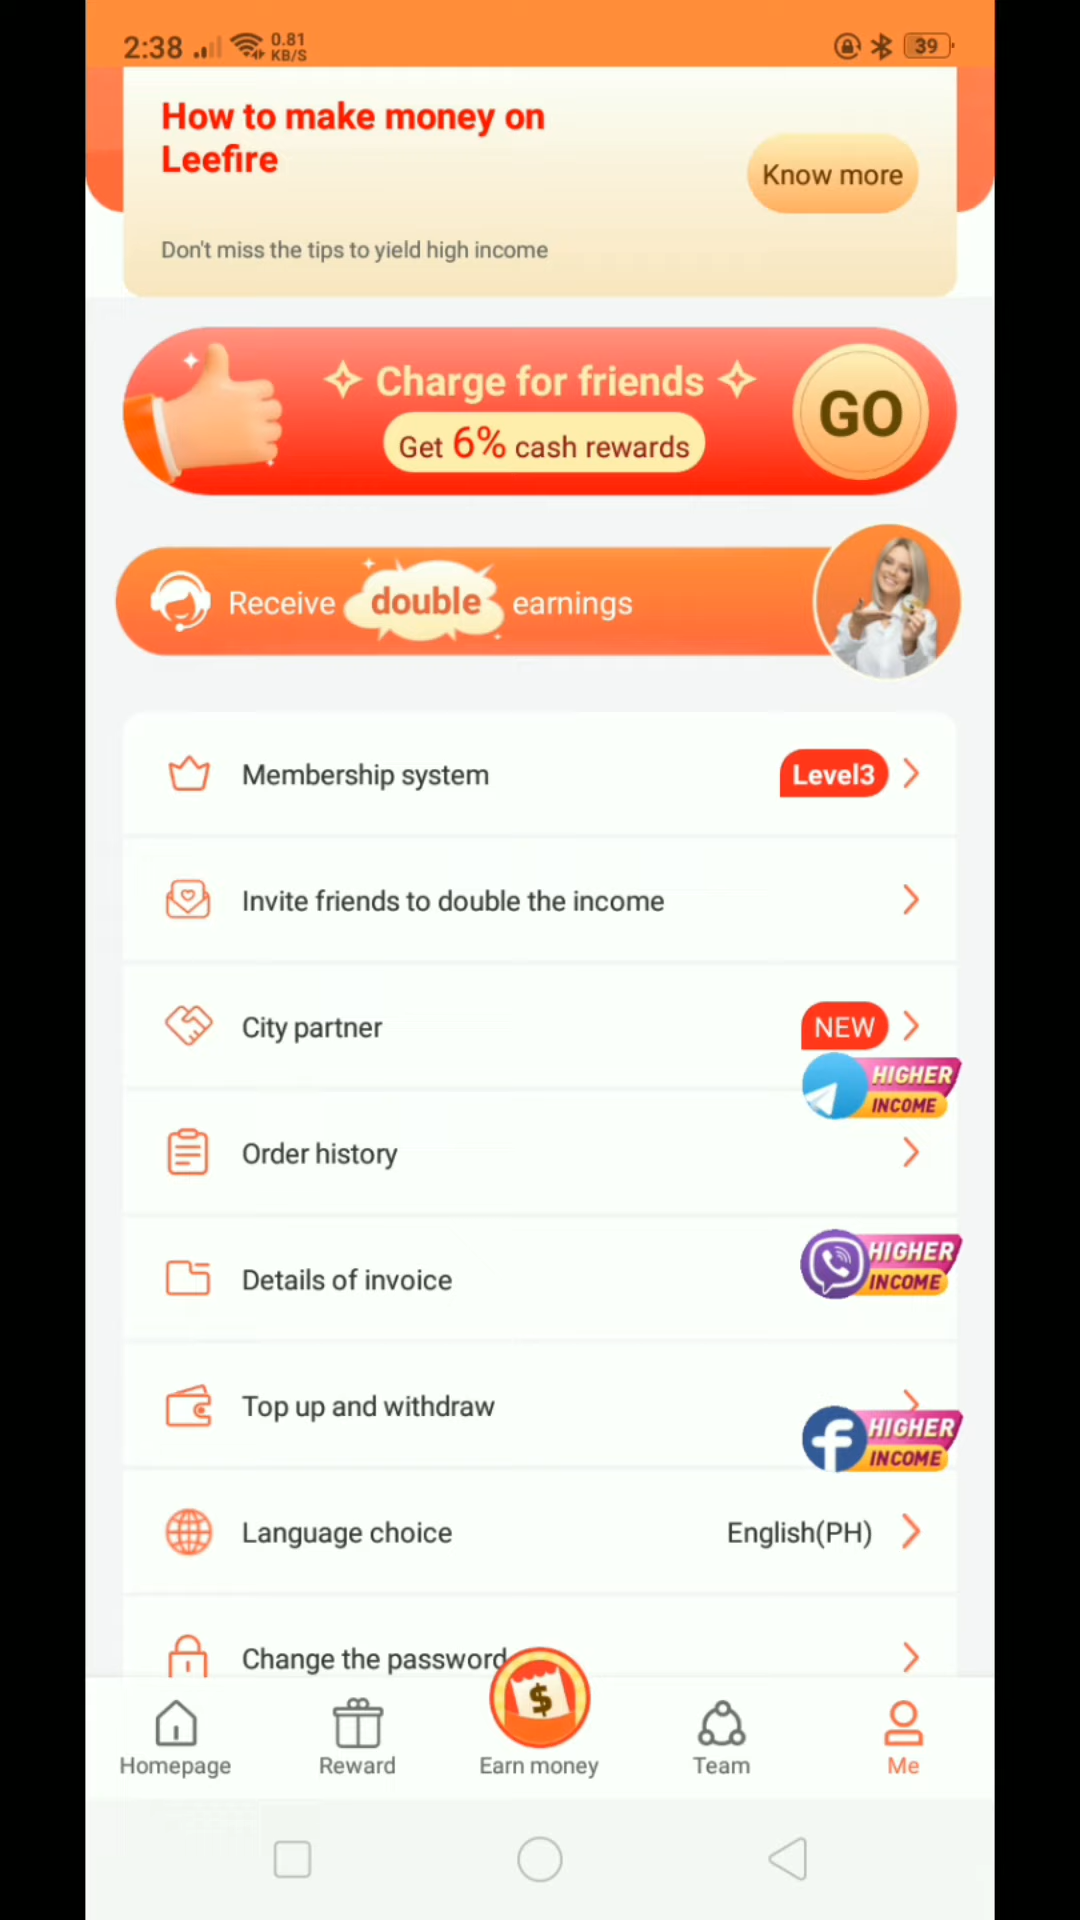 2:38
0.81
KB/S
39
How to make money on
Leefire
Know more
Don't miss the tips to yield high income
Charge for friends
Get 6% cash rewards
GO
Receive double earnings
Membership system
Level3
Invite friends to double the income
City partner
NEW
HIGHER
INCOME
Order history
HIGHER
INCOME
Details of invoice
Top up and withdraw
HIGHER
INCOME
Language choice
English(PH)
Change the password
$
Homepage
Reward
Earn money
Team
Me